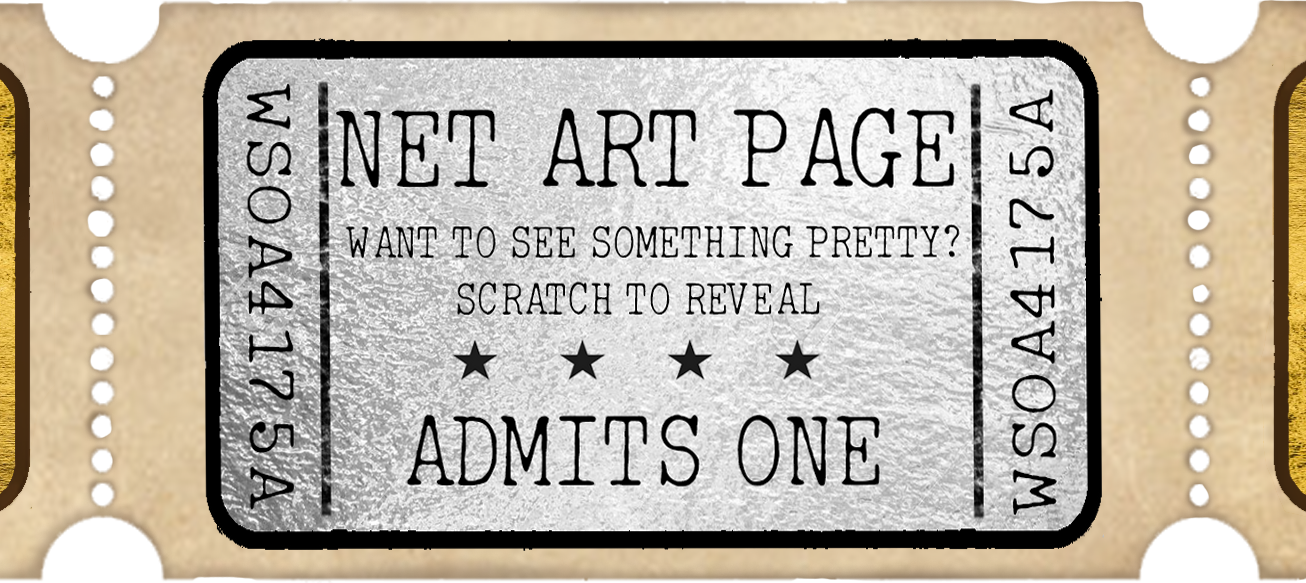 WSOA4175A
NET ART PAGE
WANT TO SEE SOMETHING PRETTY?
SCRATCH TO REVEAL
★ ★ ★ ★
ADMITS ONE
WSOA4175A